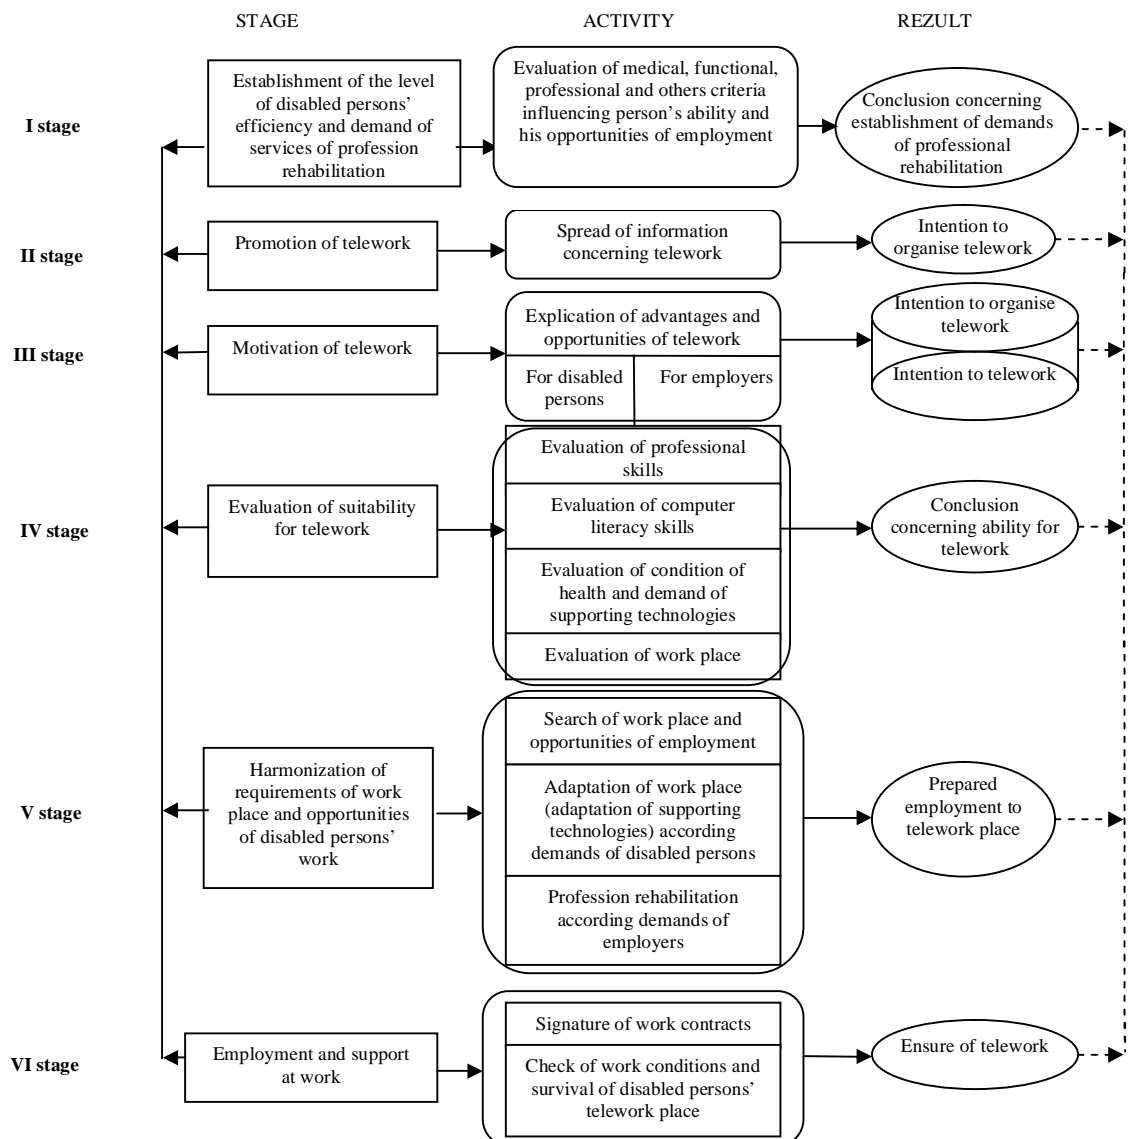 STAGE
ACTIVITY
REZULT
I stage
Establishment of the level
of disabled persons’
efficiency and demand of
services of profession
rehabilitation
Evaluation of medical, functional,
professional and others criteria
influencing person’s ability and
his opportunities of employment
Conclusion concerning
establishment of demands
of professional
rehabilitation
II stage
Promotion of telework
Spread of information
concerning telework
Intention to
organise telework
III stage
Motivation of telework
Explication of advantages and
opportunities of telework
For disabled
persons
For employers
Intention to organise
telework
Intention to telework
IV stage
Evaluation of suitability
for telework
Evaluation of professional
skills
Evaluation of computer
literacy skills
Evaluation of condition of
health and demand of
supporting technologies
Evaluation of work place
Conclusion
concerning ability for
telework
V stage
Harmonization of
requirements of work
place and opportunities
of disabled persons’
work
Search of work place and
opportunities of employment
Adaptation of work place
(adaptation of supporting
technologies) according
demands of disabled persons
Profession rehabilitation
according demands of
employers
Prepared
employment to
telework place
VI stage
Employment and support
at work
Signature of work contracts
Check of work conditions and
survival of disabled persons’
telework place
Ensure of telework